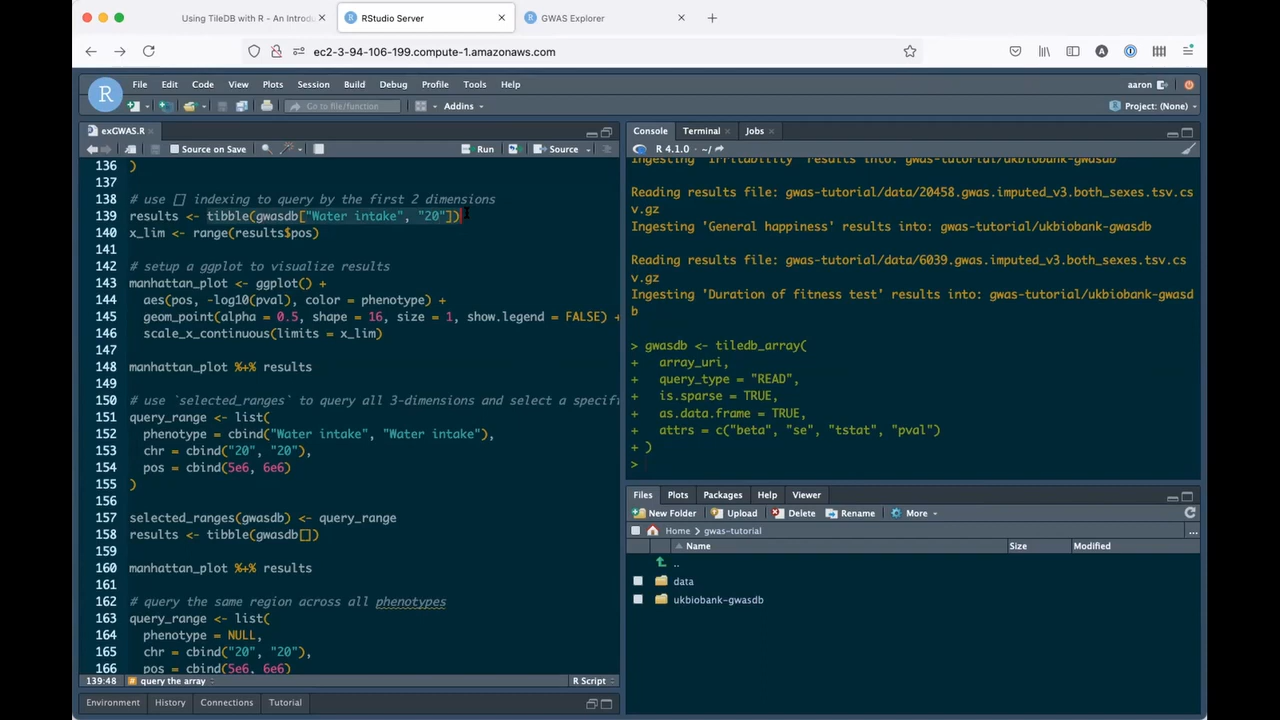 Using TileDB with R - An Introdu
RStudio Server
GWAS Explorer
ec2-3-94-106-199.compute-1.amazonaws.com
File Edit Code View Plots Session Build Debug Profile Tools Help
aaron
Go to file/function
Addins
Project: (None)
exGWAS.R
Source on Save
Run
Source
136 )
137
138 # use [] indexing to query by the first 2 dimensions
139 results <- tibble(gwasdb["Water intake", "20"])
140 x_lim <- range(results$pos)
141
142 # setup a ggplot to visualize results
143 manhattan_plot <- ggplot() +
144 aes(pos, -log10(pval), color = phenotype) +
145 geom_point(alpha = 0.5, shape = 16, size = 1, show.legend = FALSE) +
146 scale_x_continuous(limits = x_lim)
147
148 manhattan_plot %+% results
149
150 # use `selected_ranges` to query all 3-dimensions and select a specif
151 query_range <- list(
152 phenotype = cbind("Water intake", "Water intake"),
153 chr = cbind("20", "20"),
154 pos = cbind(5e6, 6e6)
155 )
156
157 selected_ranges(gwasdb) <- query_range
158 results <- tibble(gwasdb[])
159
160 manhattan_plot %+% results
161
162 # query the same region across all phenotypes
163 query_range <- list(
164 phenotype = NULL,
165 chr = cbind("20", "20"),
166 pos = cbind(5e6, 6e6)
139:48 query the array
R Script
Environment History Connections Tutorial
Console Terminal Jobs
R 4.1.0 · ~/
Ingesting 'Irritability' results into: gwas-tutorial/ukbiobank-gwasdb
Reading results file: gwas-tutorial/data/20458.gwas.imputed_v3.both_sexes.tsv.cs
v.gz
Ingesting 'General happiness' results into: gwas-tutorial/ukbiobank-gwasdb
Reading results file: gwas-tutorial/data/6039.gwas.imputed_v3.both_sexes.tsv.cs
v.gz
Ingesting 'Duration of fitness test' results into: gwas-tutorial/ukbiobank-gwasd
b
> gwasdb <- tiledb_array(
+ array_uri,
+ query_type = "READ",
+ is.sparse = TRUE,
+ as.data.frame = TRUE,
+ attrs = c("beta", "se", "tstat", "pval")
+ )
>
Files Plots Packages Help Viewer
New Folder Upload Delete Rename More
Home gwas-tutorial
Name Size Modified
..
data
ukbiobank-gwasdb